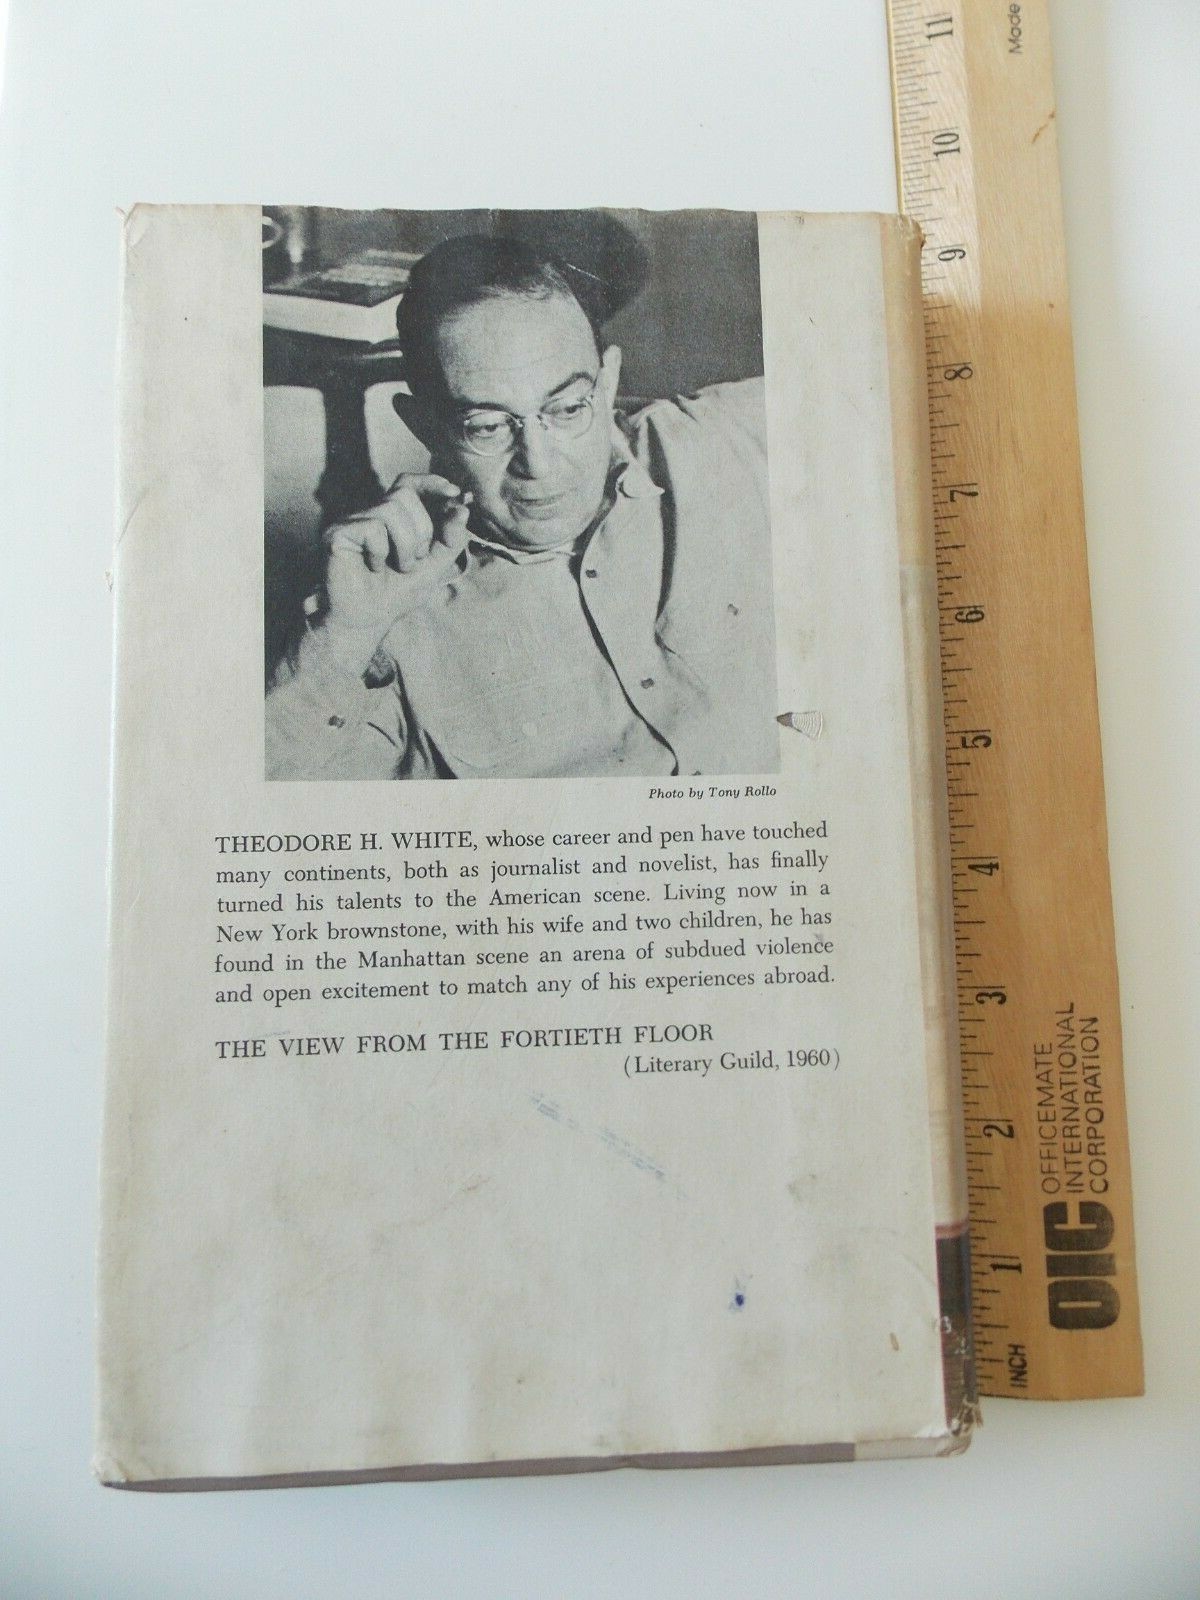 Photo by Tony Rollo
THEODORE H. WHITE, whose career and pen have touched
many continents, both as journalist and novelist, has finally
turned his talents to the American scene. Living now in a
New York brownstone, with his wife and two children, he has
found in the Manhattan scene an arena of subdued violence
and open excitement to match any of his experiences abroad.
THE VIEW FROM THE FORTIETH FLOOR
(Literary Guild, 1960)
Made
11
10
9
8
7
6
5
4
3
2
1
INCH
OIC
OFFICEMATE
INTERNATIONAL
CORPORATION